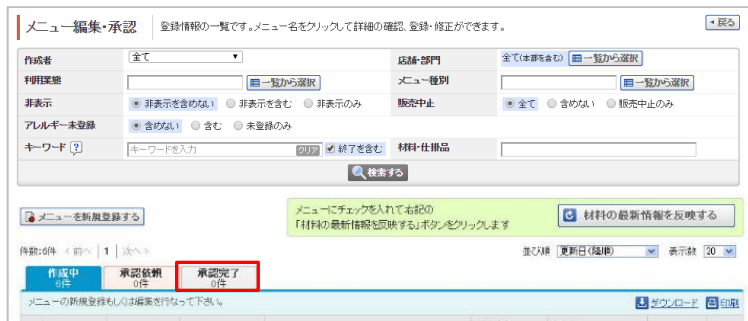 メニュー編集・承認 登録情報の一覧です。メニュー名をクリックして詳細の確認、登録・修正ができます。 戻る
作成者 全て 店舗・部門 全て(本部を含む) 一覧から選択
利用業態 一覧から選択 メニュー種別 一覧から選択
非表示 非表示を含めない 非表示を含む 非表示のみ 販売中止 全て 含めない 販売中止のみ
アレルギー未登録 含めない 含む 未登録のみ
キーワード ? キーワードを入力 クリア 終了を含む 材料・仕掛品
検索する
メニューを新規登録する
メニューにチェックを入れて右記の
「材料の最新情報を反映する」ボタンをクリックします
材料の最新情報を反映する
件数:6件 <前へ | 1 | 次へ> 並び順 更新日(降順) 表示数 20
作成中 承認依頼 承認完了
6件 0件 0件
メニューの新規登録もしくは編集を行なって下さい。 ダウンロード 印刷